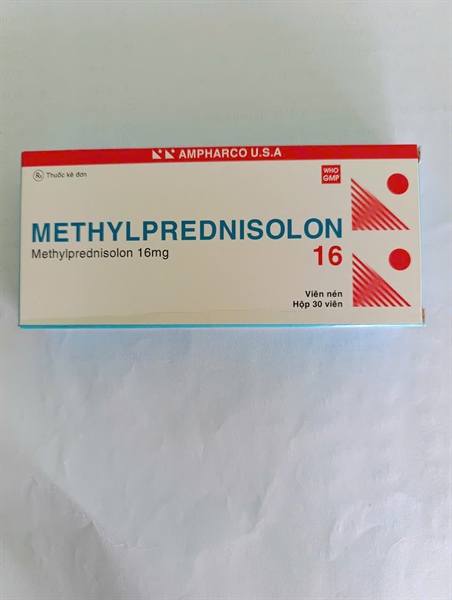 AMPHARCO U.S.A
Rx Thuốc kê đơn
WHO
GMP
METHYLPREDNISOLON
16
Methylprednisolon 16mg
Viên nén
Hộp 30 viên